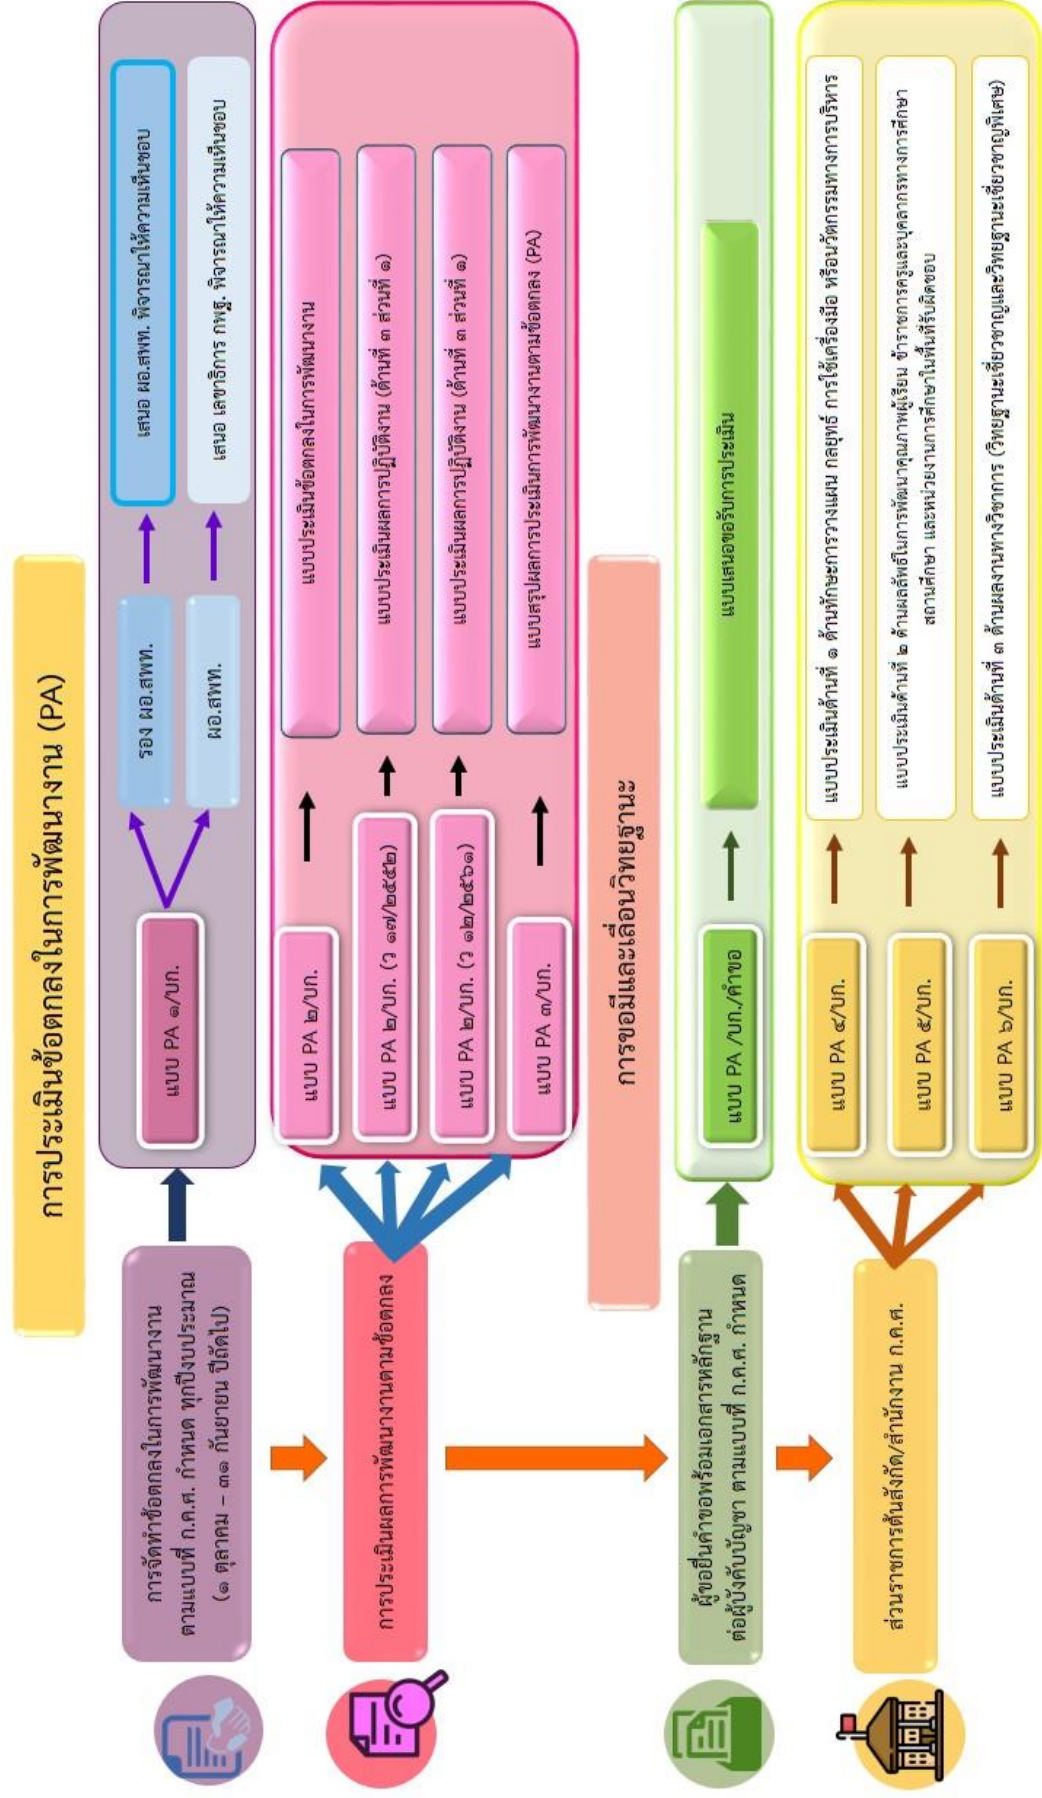 การประเมินข้อตกลงในการพัฒนางาน (PA)
การจัดทำข้อตกลงในการพัฒนางาน
ตามแบบที่ ก.ค.ศ. กำหนด ทุกปีงบประมาณ
(๑ ตุลาคม – ๓๑ กันยายน ปีถัดไป)
แบบ PA ๑/บก.
รอง ผอ.สพท.
เสนอ ผอ.สพท. พิจารณาให้ความเห็นชอบ
ผอ.สพท.
เสนอ เลขาธิการ กพฐ. พิจารณาให้ความเห็นชอบ
การประเมินผลการพัฒนางานตามข้อตกลง
แบบ PA ๒/บก.
แบบประเมินข้อตกลงในการพัฒนางาน
แบบ PA ๒/บก. (ว ๑๗/๒๕๕๒)
แบบประเมินผลการปฏิบัติงาน (ด้านที่ ๓ ส่วนที่ ๑)
แบบ PA ๒/บก. (ว ๑๒/๒๕๖๑)
แบบประเมินผลการปฏิบัติงาน (ด้านที่ ๓ ส่วนที่ ๑)
แบบ PA ๓/บก.
แบบสรุปผลการประเมินการพัฒนางานตามข้อตกลง (PA)
การขอมีและเลื่อนวิทยฐานะ
ผู้ขอยื่นคำขอพร้อมเอกสารหลักฐาน
ต่อผู้บังคับบัญชา ตามแบบที่ ก.ค.ศ. กำหนด
แบบ PA /บก./คำขอ
แบบเสนอขอรับการประเมิน
ส่วนราชการต้นสังกัด/สำนักงาน ก.ค.ศ.
แบบ PA ๔/บก.
แบบประเมินด้านที่ ๑ ด้านทักษะการวางแผน กลยุทธ์ การใช้เครื่องมือ หรือนวัตกรรมทางการบริหาร
แบบ PA ๕/บก.
แบบประเมินด้านที่ ๒ ด้านผลลัพธ์ในการพัฒนาคุณภาพผู้เรียน ข้าราชการครูและบุคลากรทางการศึกษา
สถานศึกษา และหน่วยงานการศึกษาในพื้นที่รับผิดชอบ
แบบ PA ๖/บก.
แบบประเมินด้านที่ ๓ ด้านผลงานทางวิชาการ (วิทยฐานะเชี่ยวชาญและวิทยฐานะเชี่ยวชาญพิเศษ)